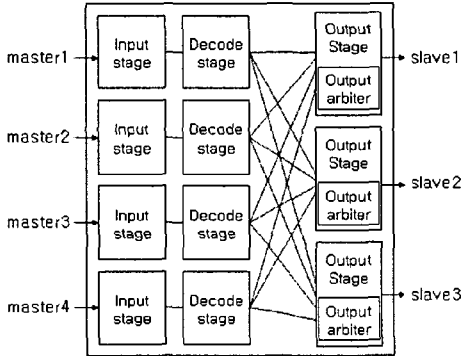 master1
Input
stage
Decode
stage
Output
Stage
Output
arbiter
slave1
master2
Input
stage
Decode
stage
Output
Stage
Output
arbiter
slave2
master3
Input
stage
Decode
stage
master4
Input
stage
Decode
stage
Output
Stage
Output
arbiter
slave3